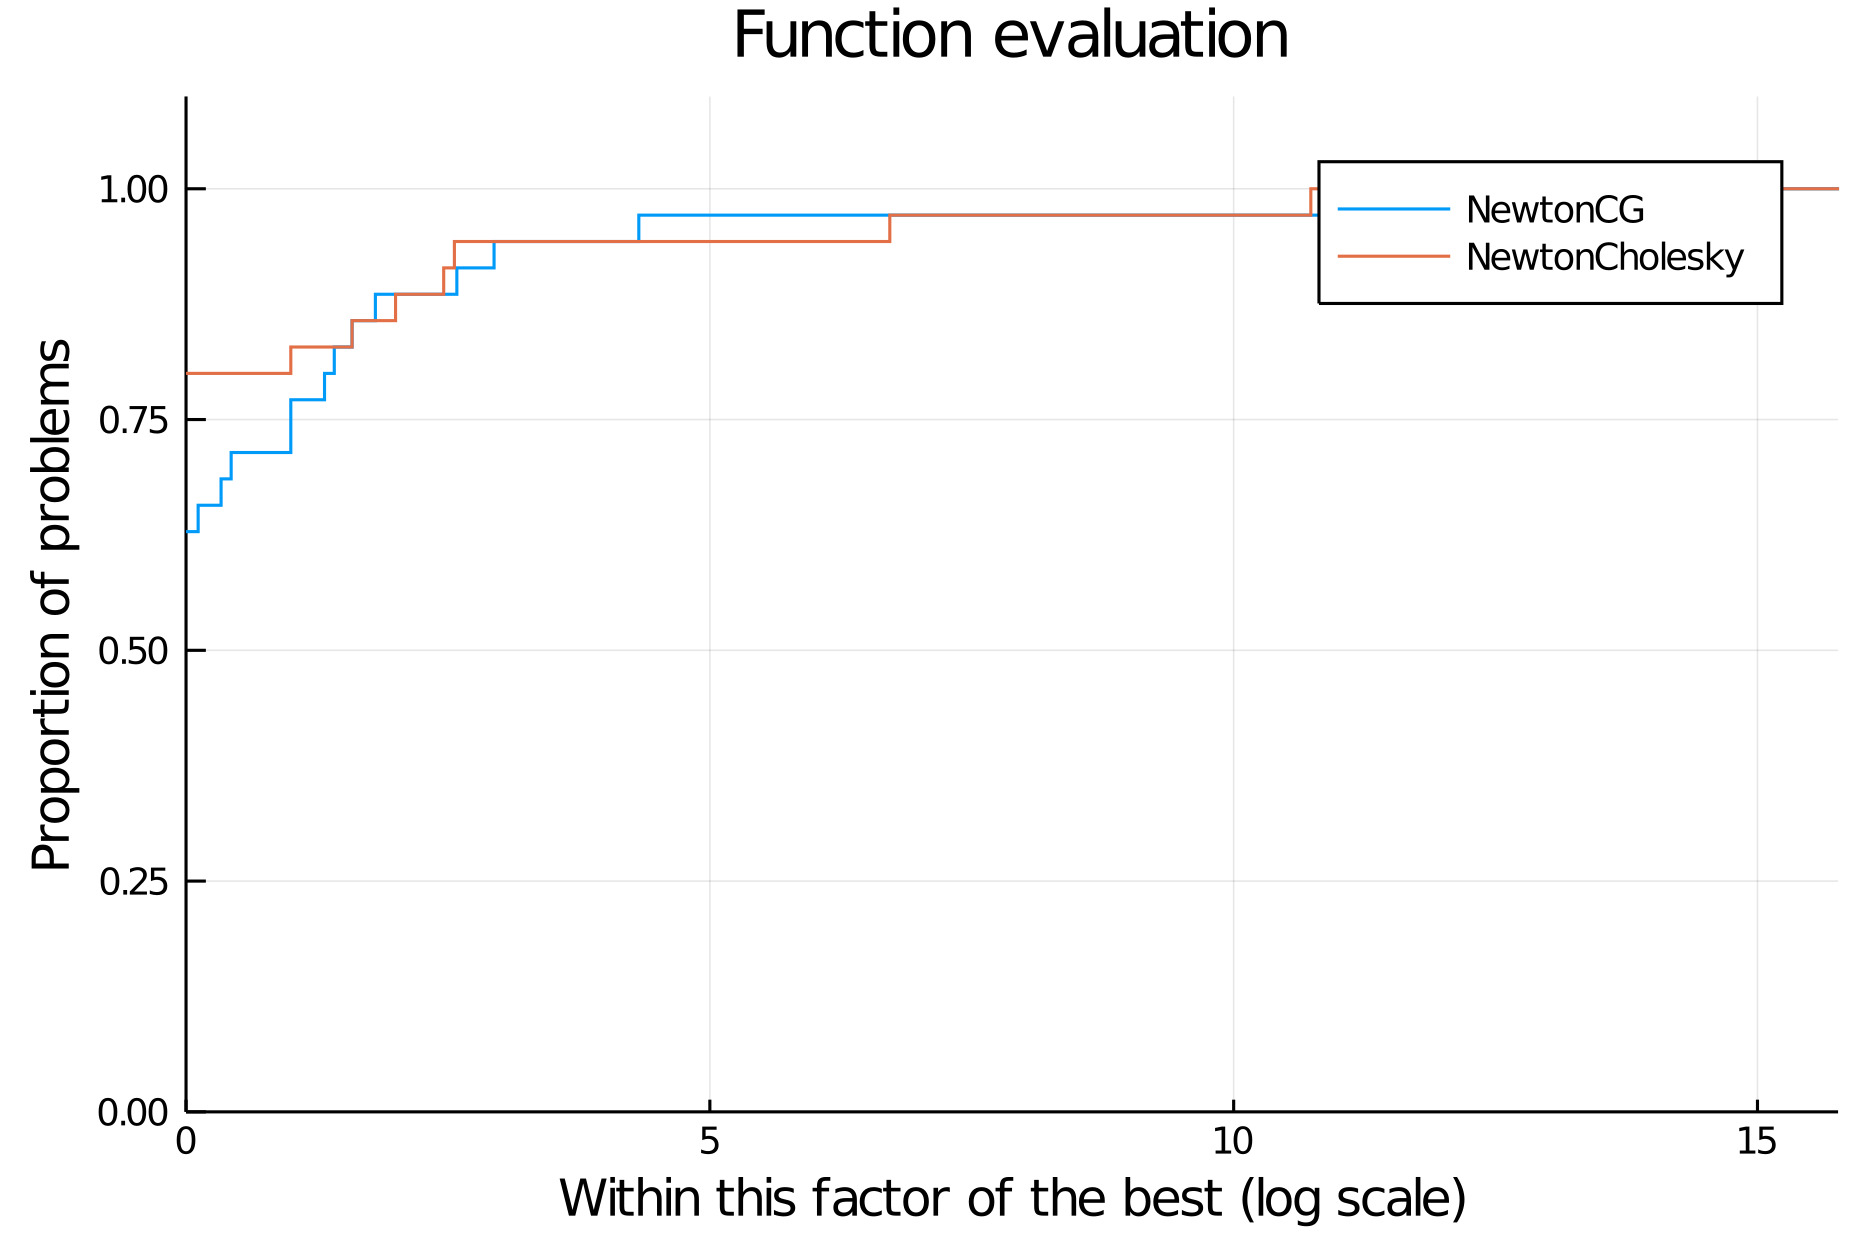 Function evaluation
Proportion of problems
1.00
0.75
0.50
0.25
0.00
0
5
10
15
Within this factor of the best (log scale)
NewtonCG
NewtonCholesky